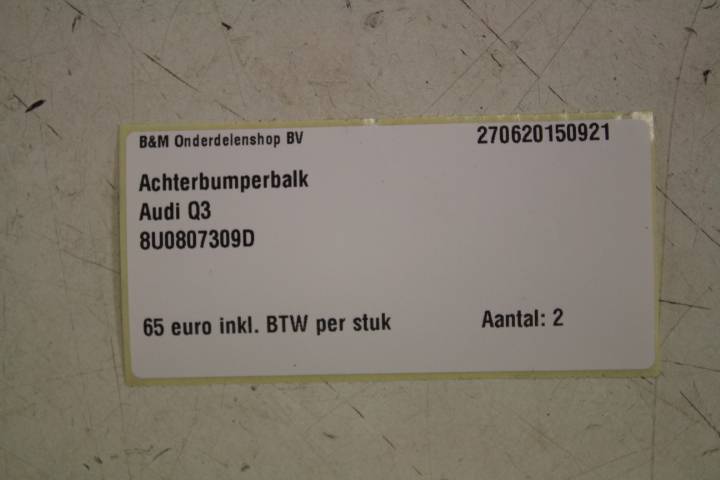 B&M Onderdelenshop BV 270620150921
Achterbumperbalk
Audi Q3
8U0807309D
65 euro inkl. BTW per stuk Aantal: 2